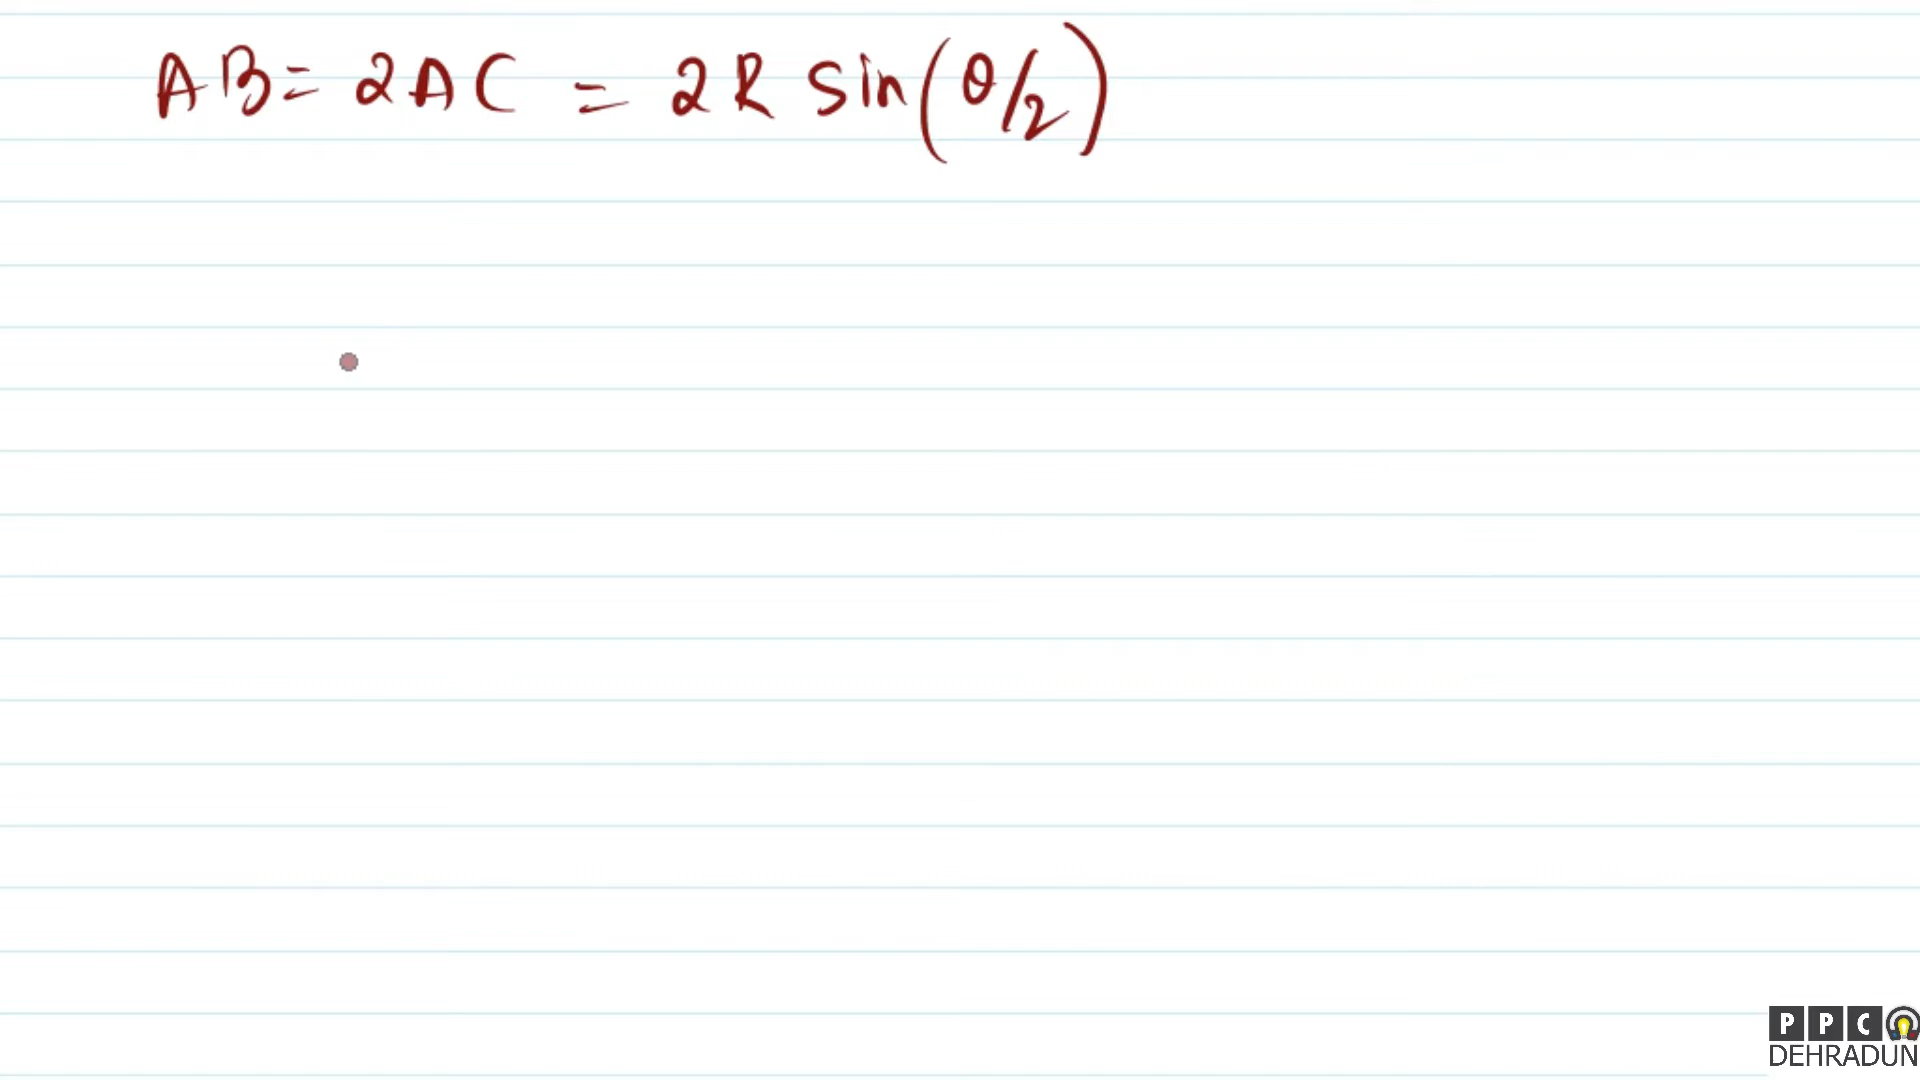 AB = 2AC = 2R sin(θ/2)
PPC
DEHRADUN